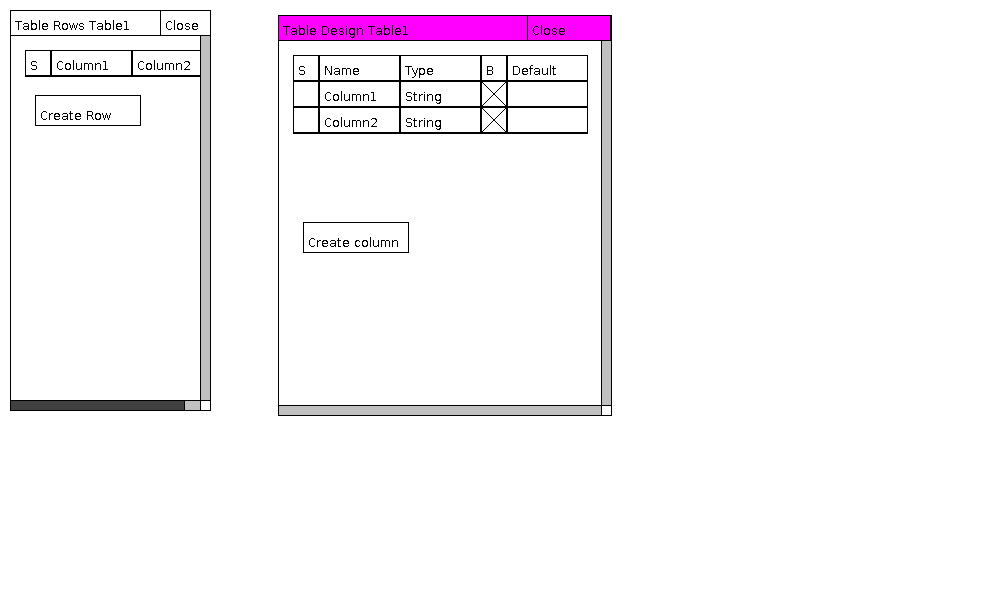 Table Rows Table1 Close
S Column1 Column2
Create Row
Table Design Table1 Close
S Name Type B Default
Column1 String
Column2 String
Create column